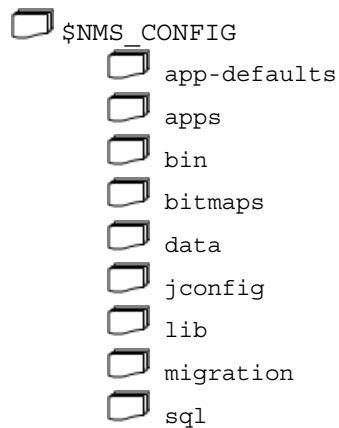 $NMS_CONFIG
app-defaults
apps
bin
bitmaps
data
jconfig
lib
migration
sql